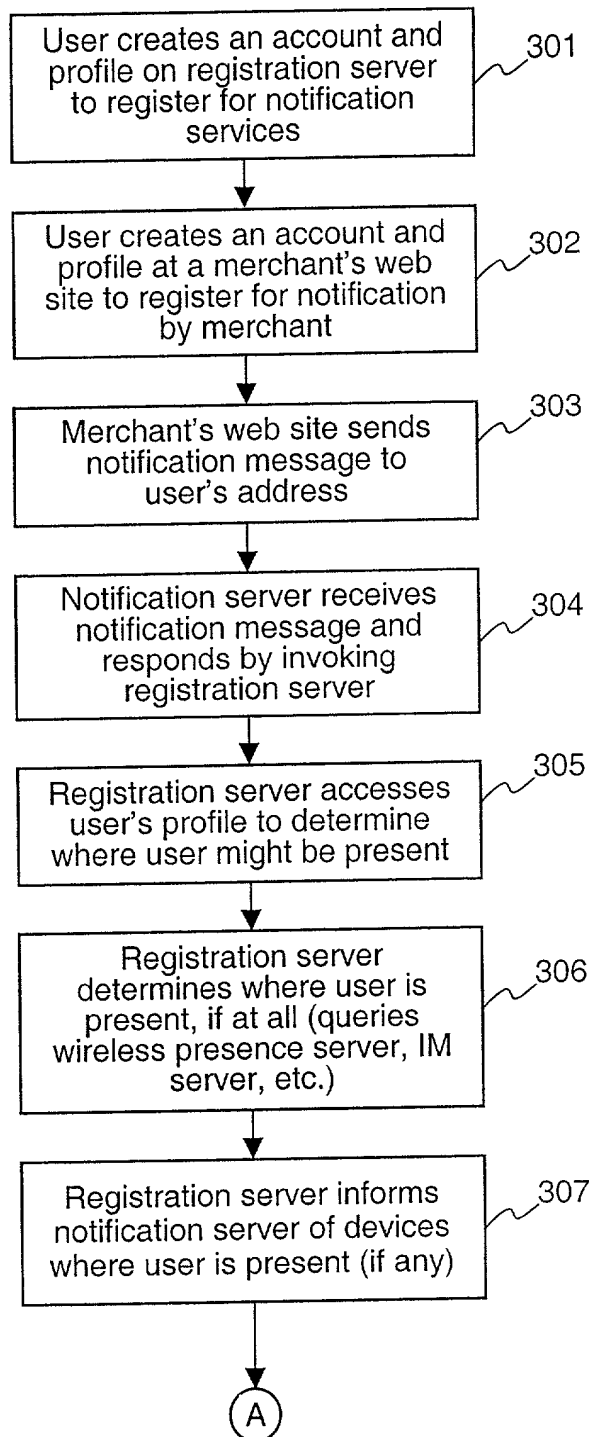 User creates an account and
profile on registration server
to register for notification
services
301
User creates an account and
profile at a merchant's web
site to register for notification
by merchant
302
Merchant's web site sends
notification message to
user's address
303
Notification server receives
notification message and
responds by invoking
registration server
304
Registration server accesses
user's profile to determine
where user might be present
305
Registration server
determines where user is
present, if at all (queries
wireless presence server, IM
server, etc.)
306
Registration server informs
notification server of devices
where user is present (if any)
307
A